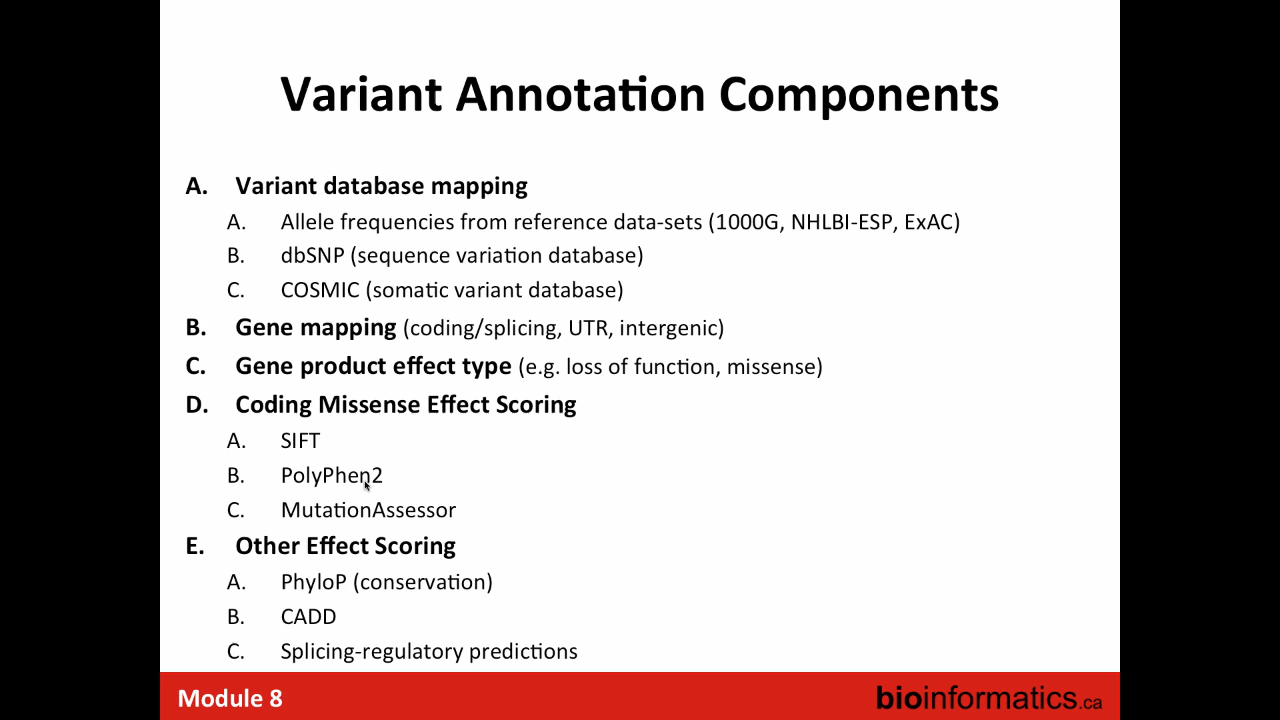 Variant Annotation Components
A. Variant database mapping
A. Allele frequencies from reference data-sets (1000G, NHLBI-ESP, ExAC)
B. dbSNP (sequence variation database)
C. COSMIC (somatic variant database)
B. Gene mapping (coding/splicing, UTR, intergenic)
C. Gene product effect type (e.g. loss of function, missense)
D. Coding Missense Effect Scoring
A. SIFT
B. PolyPhen2
C. MutationAssessor
E. Other Effect Scoring
A. PhyloP (conservation)
B. CADD
C. Splicing-regulatory predictions
Module 8 bioinformatics.ca